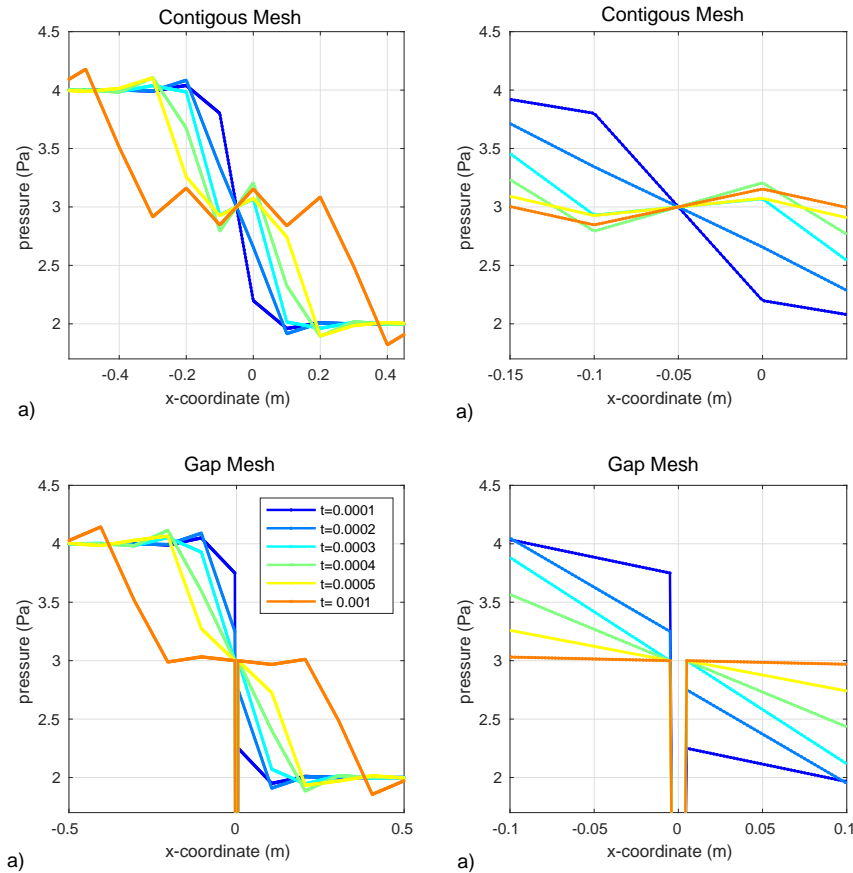 Contigous Mesh
4.5
4
3.5
3
2.5
2
pressure (Pa)
-0.4 -0.2 0 0.2 0.4
x-coordinate (m)
a)
Contigous Mesh
4.5
4
3.5
3
2.5
2
pressure (Pa)
-0.15 -0.1 -0.05 0
x-coordinate (m)
a)
Gap Mesh
4.5
4
3.5
3
2.5
2
pressure (Pa)
t=0.0001
t=0.0002
t=0.0003
t=0.0004
t=0.0005
t= 0.001
-0.5 0 0.5
x-coordinate (m)
a)
Gap Mesh
4.5
4
3.5
3
2.5
2
pressure (Pa)
-0.1 -0.05 0 0.05 0.1
x-coordinate (m)
a)